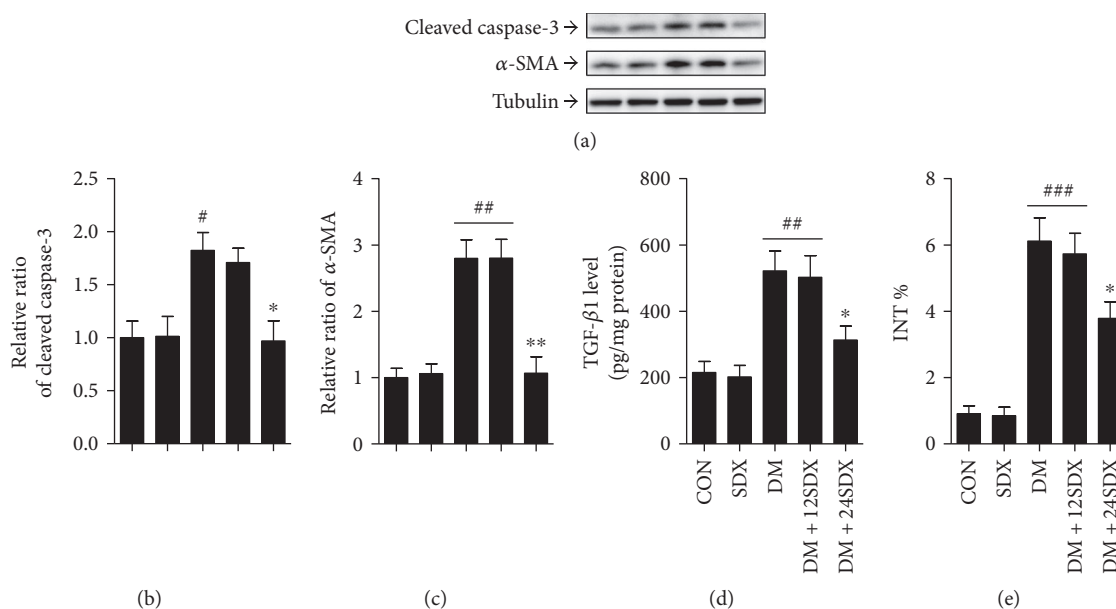 Cleaved caspase-3 →
α-SMA →
Tubulin →
(a)
Relative ratio
of cleaved caspase-3
2.5
2.0
1.5
1.0
0.5
0.0
#
*
(b)
Relative ratio of α-SMA
4
3
2
1
0
##
**
(c)
TGF-β1 level
(pg/mg protein)
800
600
400
200
0
##
*
CON
SDX
DM
DM + 12SDX
DM + 24SDX
(d)
INT %
8
6
4
2
0
###
*
CON
SDX
DM
DM + 12SDX
DM + 24SDX
(e)